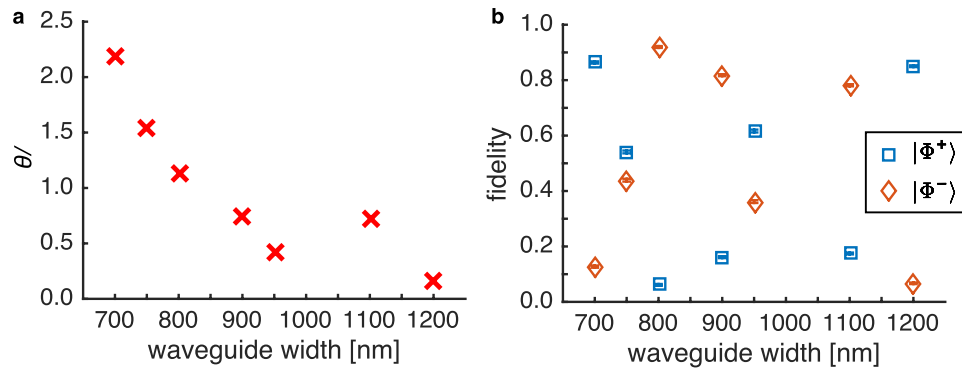 a
2.5
2.0
1.5
1.0
0.5
0.0
θ/
700 800 900 1000 1100 1200
waveguide width [nm]
b
1.0
0.8
0.6
0.4
0.2
0.0
fidelity
700 800 900 1000 1100 1200
waveguide width [nm]
|Φ⁺⟩
|Φ⁻⟩